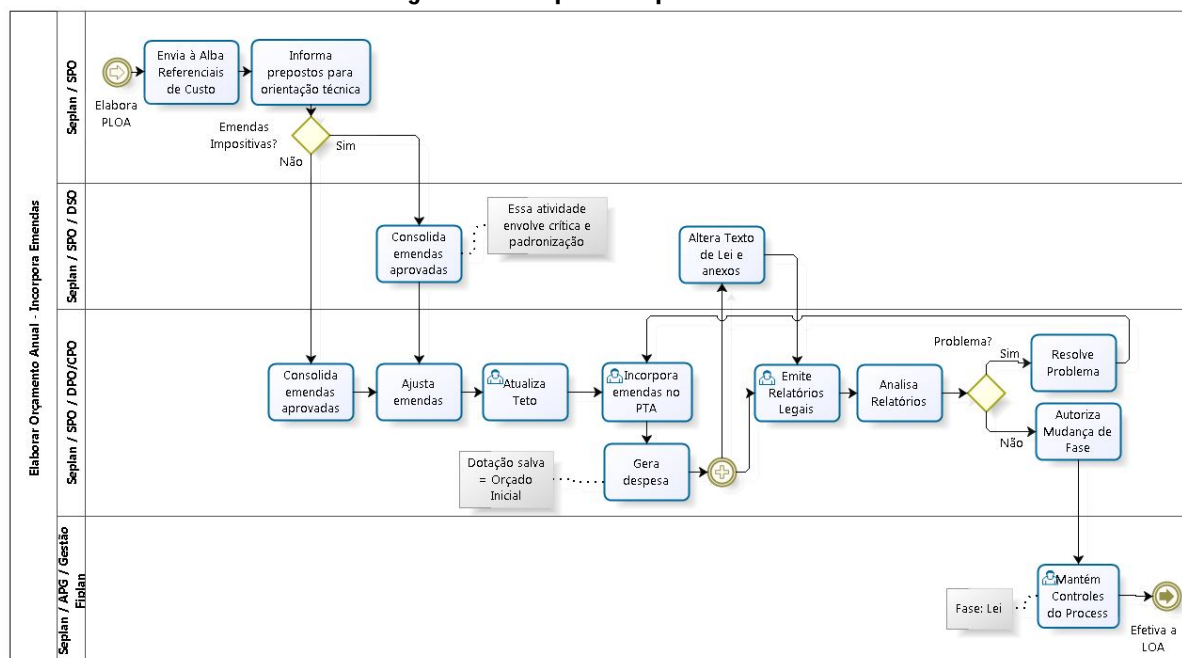 Elaborar Orçamento Anual - Incorpora Emendas
Seplan / SPO
Elabora
PLOA
Envia à Alba
Referenciais
de Custo
Informa
prepostos para
orientação técnica
Emendas
Impositivas?
Sim
Não
Seplan / SPO / DSO
Consolida
emendas
aprovadas
Essa atividade
envolve crítica e
padronização
Altera Texto
de Lei e
anexos
Seplan / SPO / DPO/CPO
Consolida
emendas
aprovadas
Ajusta
emendas
Atualiza
Teto
Incorpora
emendas no
PTA
Dotação salva
= Orçado
Inicial
Gera
despesa
Emite
Relatórios
Legais
Analisa
Relatórios
Problema?
Sim
Não
Resolve
Problema
Autoriza
Mudança de
Fase
Seplan / APG / Gestão
Fiplan
Fase: Lei
Mantém
Controles
do Process
Efetiva a
LOA